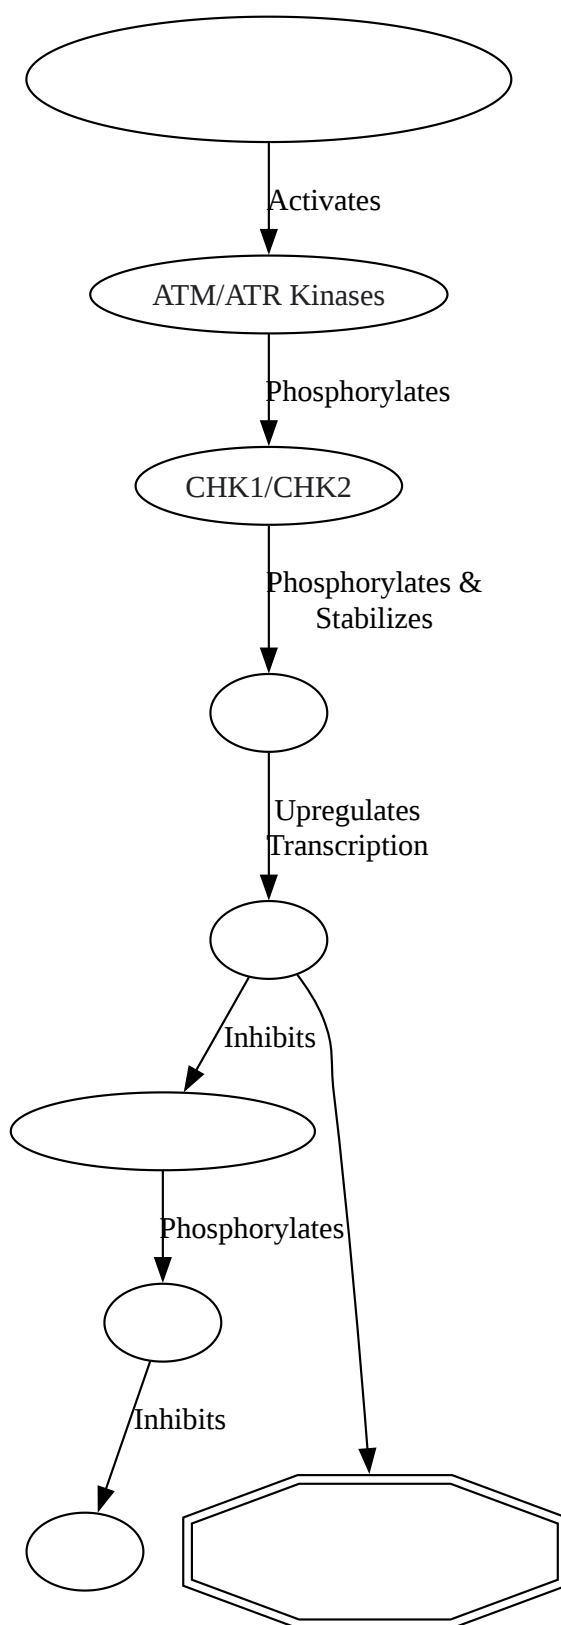 Activates
ATM/ATR Kinases
Phosphorylates
CHK1/CHK2
Phosphorylates &
Stabilizes
Upregulates
Transcription
Inhibits
Phosphorylates
Inhibits